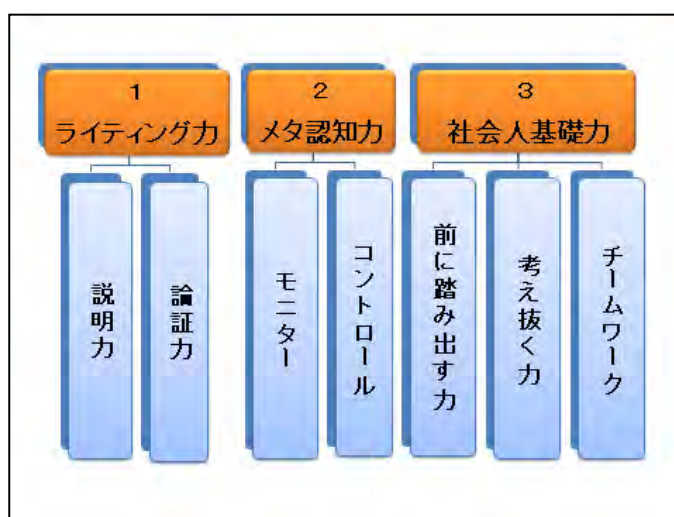 1
ライティング力
2
メタ認知力
3
社会人基礎力
説明力
論証力
モニター
コントロール
前に踏み出す力
考え抜く力
チームワーク